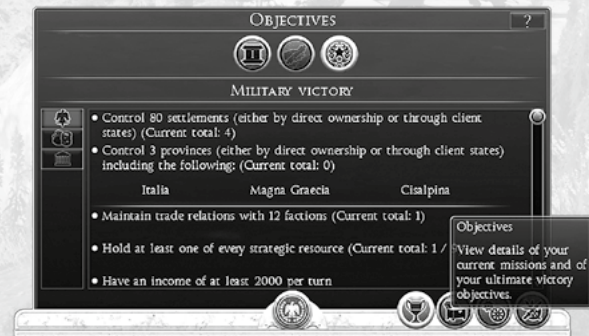 OBJECTIVES
?
MILITARY VICTORY
• Control 80 settlements (either by direct ownership or through client
states) (Current total: 4)
• Control 3 provinces (either by direct ownership or through client states)
including the following: (Current total: 0)
Italia Magna Graecia Cisalpina
• Maintain trade relations with 12 factions (Current total: 1)
• Hold at least one of every strategic resource (Current total: 1 /
• Have an income of at least 2000 per turn
Objectives
View details of your
current missions and of
your ultimate victory
objectives.